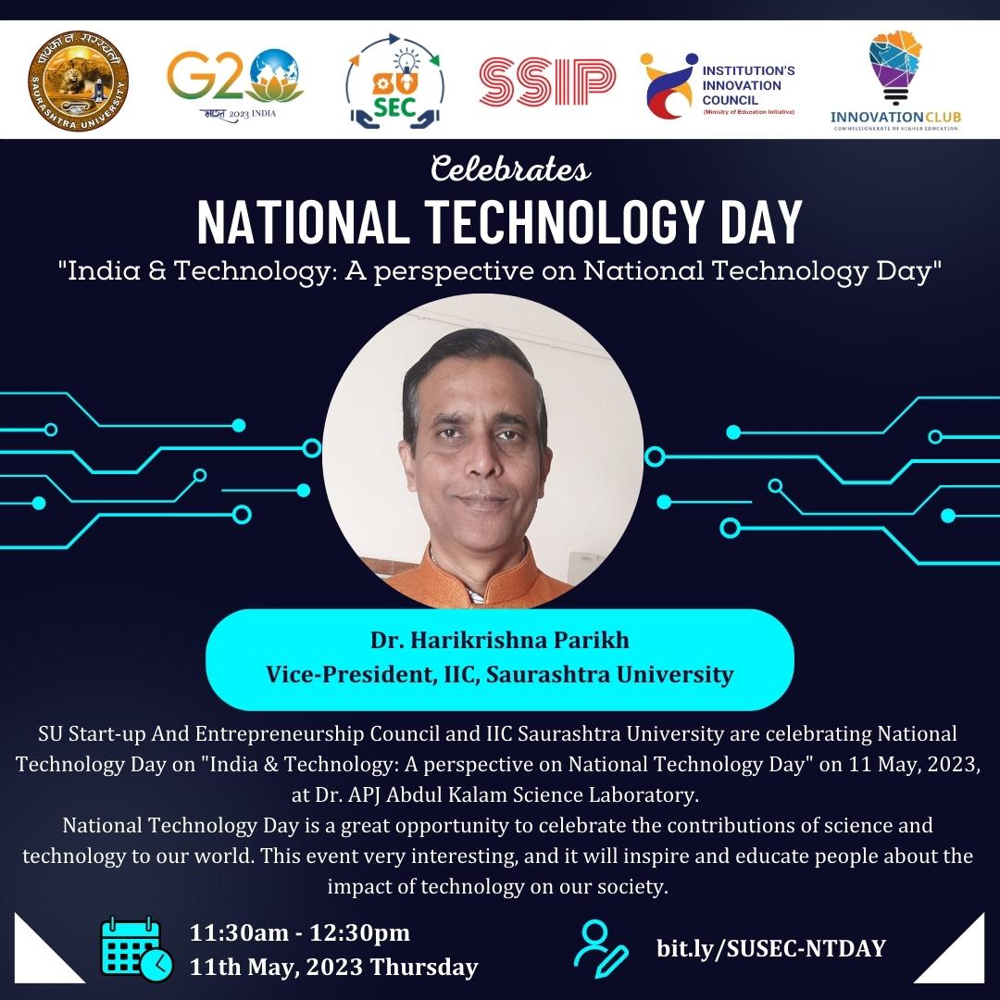 पावका नः सरस्वती
SAURASHTRA UNIVERSITY
G20
भारत 2023 INDIA
SU
SEC
SSIP
INSTITUTION'S
INNOVATION
COUNCIL
(Ministry of Education Initiative)
INNOVATION CLUB
COMMISSIONERATE OF HIGHER EDUCATION
Celebrates
NATIONAL TECHNOLOGY DAY
"India & Technology: A perspective on National Technology Day"
Dr. Harikrishna Parikh
Vice-President, IIC, Saurashtra University
SU Start-up And Entrepreneurship Council and IIC Saurashtra University are celebrating National
Technology Day on "India & Technology: A perspective on National Technology Day" on 11 May, 2023,
at Dr. APJ Abdul Kalam Science Laboratory.
National Technology Day is a great opportunity to celebrate the contributions of science and
technology to our world. This event very interesting, and it will inspire and educate people about the
impact of technology on our society.
11:30am - 12:30pm
11th May, 2023 Thursday
bit.ly/SUSEC-NTDAY